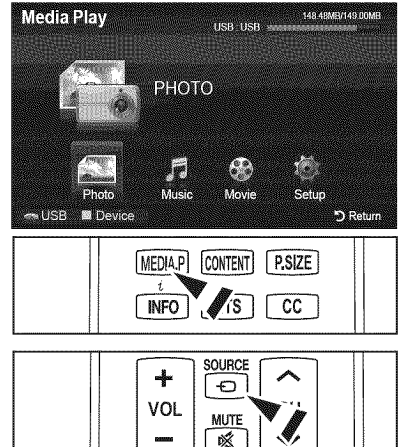 Media Play
148.48MB/149.00MB
USB : USB
PHOTO
Photo Music Movie Setup
USB Device Return
MEDIA.P CONTENT P.SIZE
i
INFO CC
SOURCE
VOL
MUTE